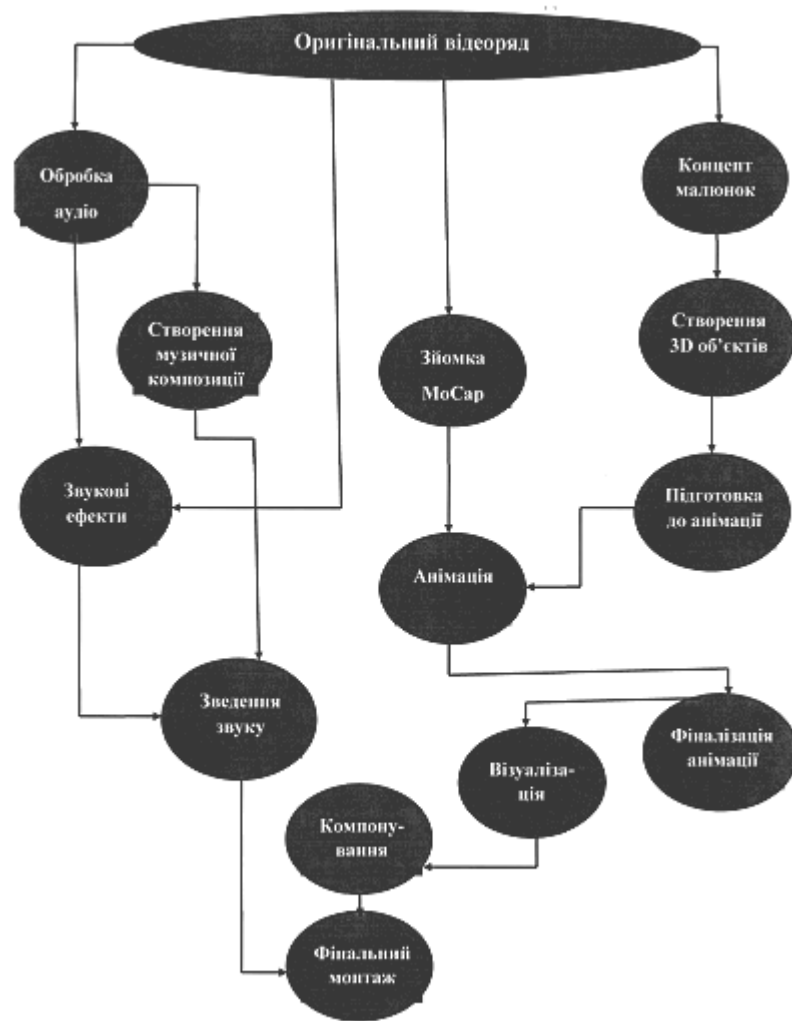 Оригінальний відеоряд
Обробка
аудіо
Концепт
малюнок
Створення
музичної
композиції
Зйомка
MoCap
Створення
3D об’єктів
Звукові
ефекти
Підготовка
до анімації
Анімація
Зведення
звуку
Фіналізація
анімації
Візуаліза-
ція
Компону-
вання
Фінальний
монтаж